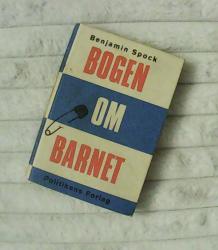 Benjamin Spock
BOGEN
OM
BARNET
Politikens Forlag